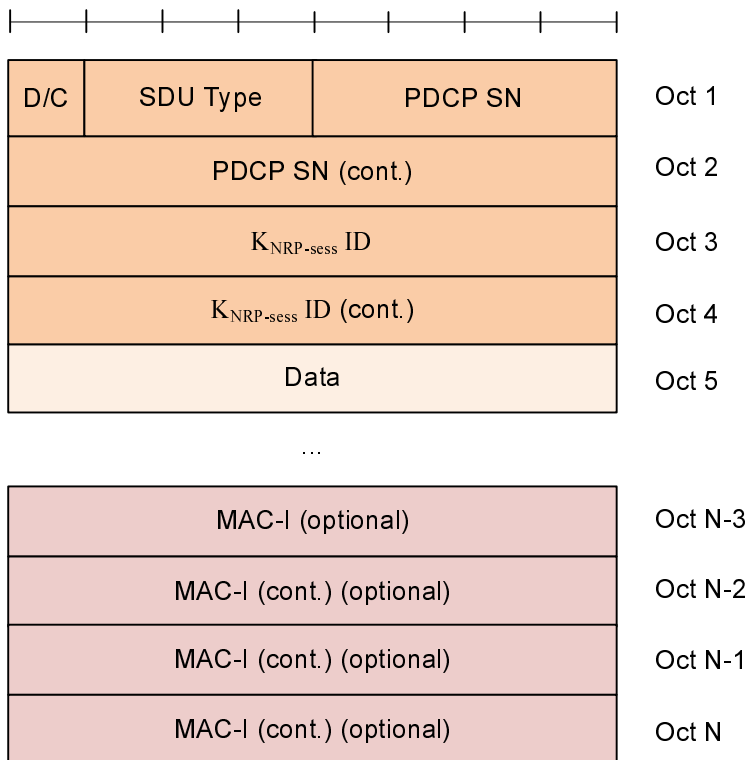 D/C SDU Type PDCP SN Oct 1
PDCP SN (cont.) Oct 2
KNRP-sess ID Oct 3
KNRP-sess ID (cont.) Oct 4
Data Oct 5
...
MAC-I (optional) Oct N-3
MAC-I (cont.) (optional) Oct N-2
MAC-I (cont.) (optional) Oct N-1
MAC-I (cont.) (optional) Oct N